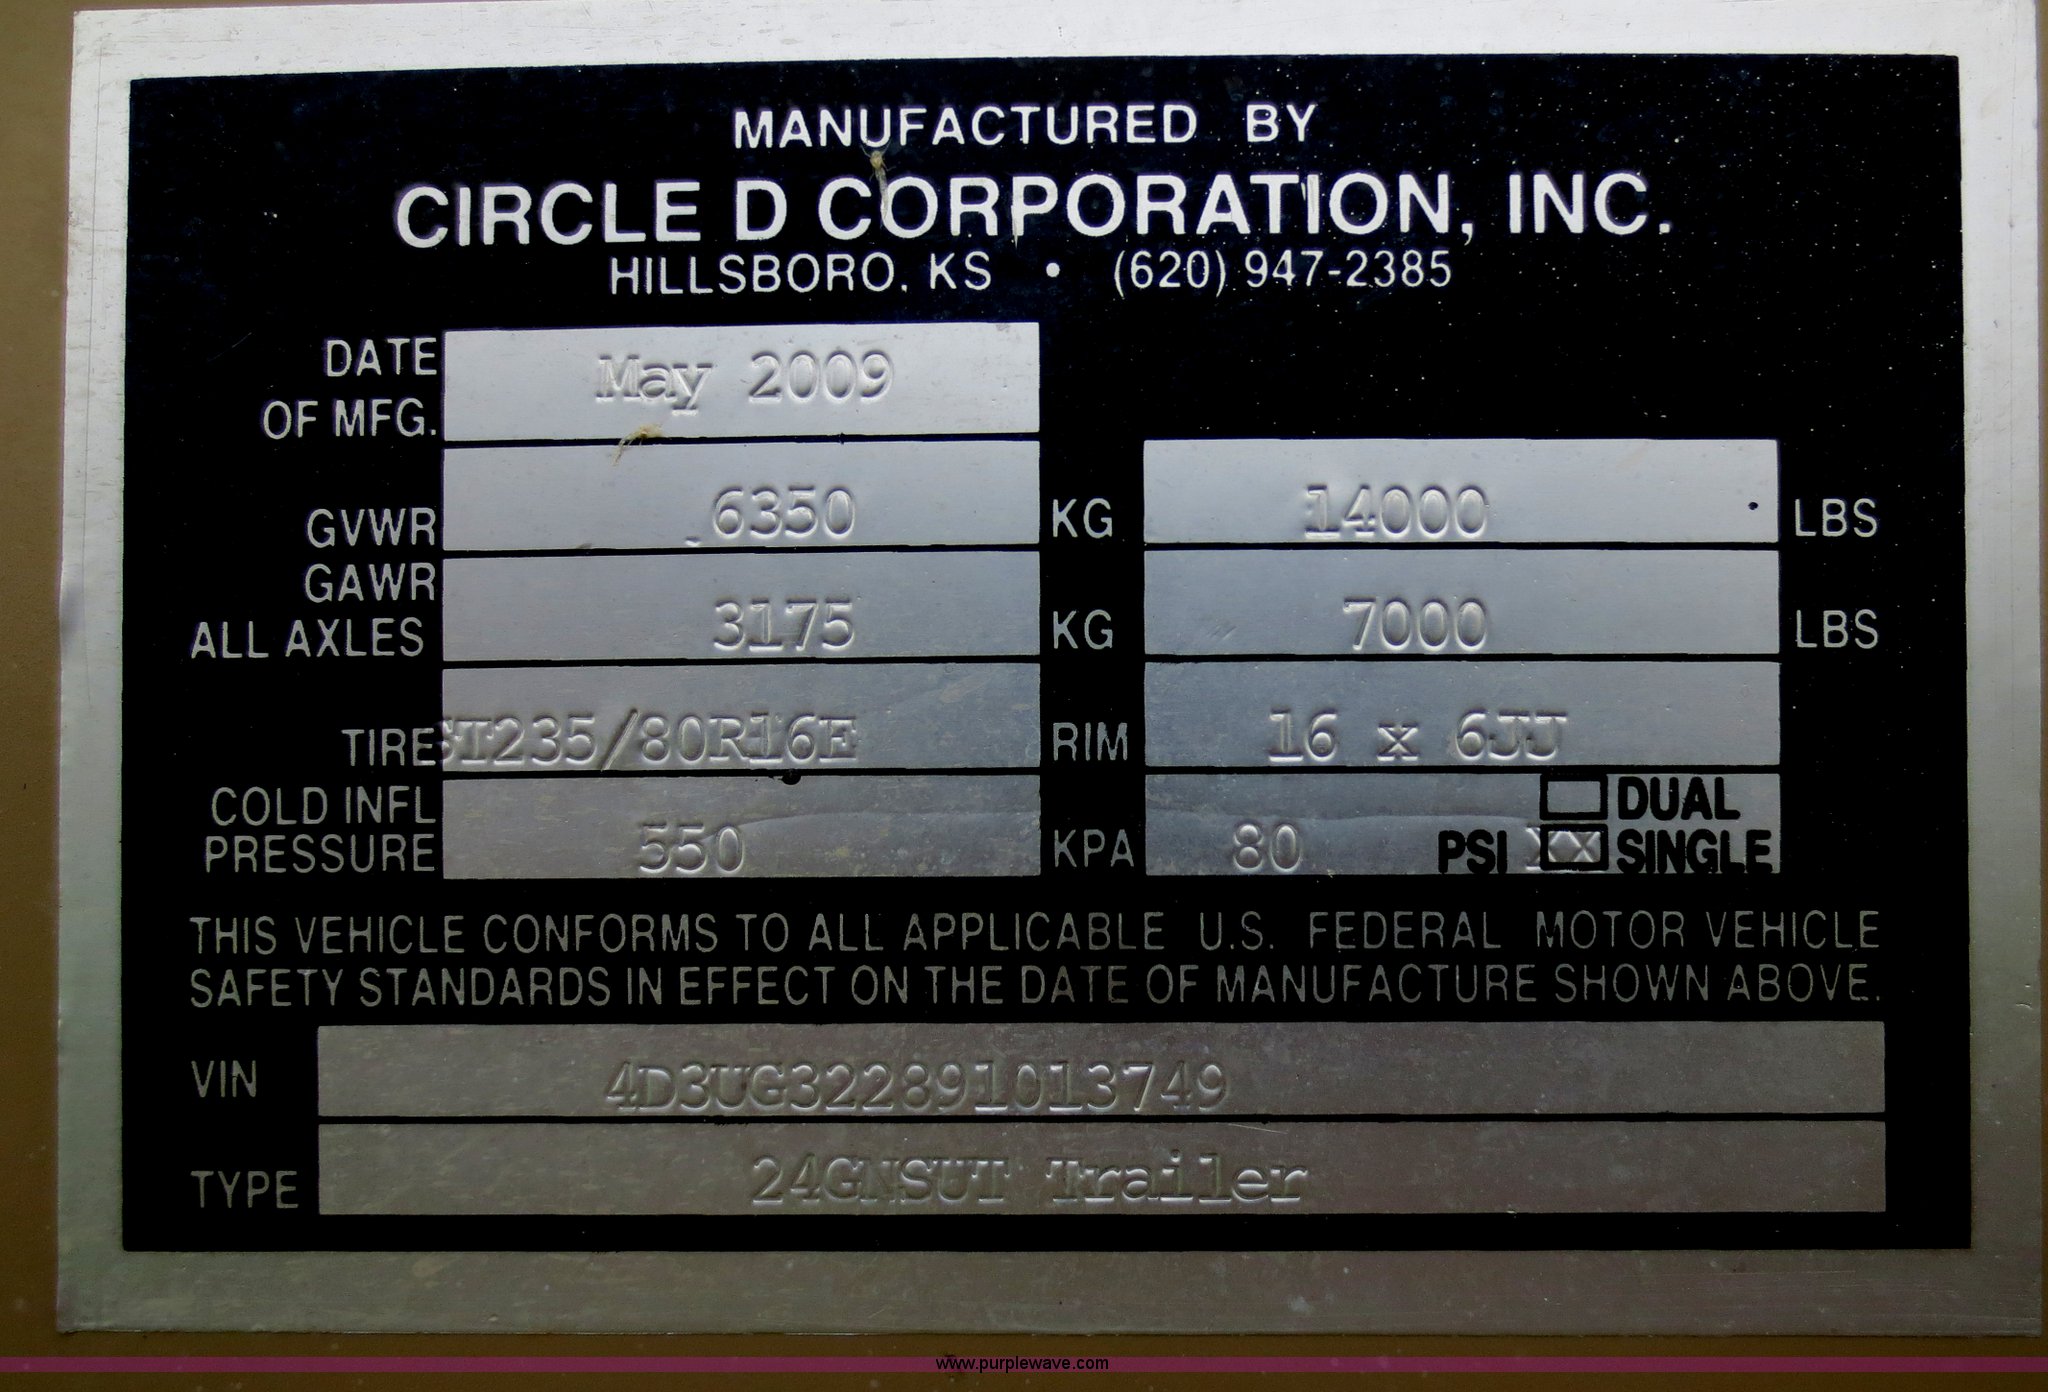 MANUFACTURED BY
CIRCLE D CORPORATION, INC.
HILLSBORO, KS • (620) 947-2385
DATE OF MFG. May 2009
GVWR 6350 KG 14000 LBS
GAWR ALL AXLES 3175 KG 7000 LBS
TIRE ST235/80R16E RIM 16 x 6JJ
COLD INFL PRESSURE 550 KPA 80 PSI DUAL XX SINGLE
THIS VEHICLE CONFORMS TO ALL APPLICABLE U.S. FEDERAL MOTOR VEHICLE
SAFETY STANDARDS IN EFFECT ON THE DATE OF MANUFACTURE SHOWN ABOVE.
VIN 4D3UG322891013749
TYPE 24GNSUT Trailer
www.purplewave.com